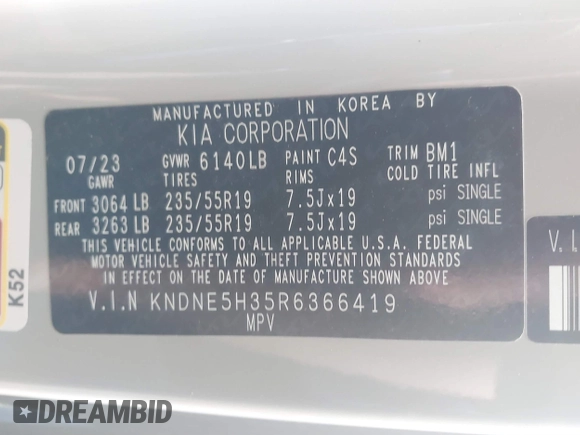 MANUFACTURED IN KOREA BY
KIA CORPORATION
07/23 GVWR 6140LB PAINT C4S TRIM BM1
GAWR TIRES RIMS COLD TIRE INFL
FRONT 3064 LB 235/55R19 7.5Jx19 psi SINGLE
REAR 3263 LB 235/55R19 7.5Jx19 psi SINGLE
THIS VEHICLE CONFORMS TO ALL APPLICABLE U.S.A. FEDERAL
MOTOR VEHICLE SAFETY AND THEFT PREVENTION STANDARDS
IN EFFECT ON THE DATE OF MANUFACTURE SHOWN ABOVE
V.I.N KNDNE5H35R6366419
MPV
K52
V.I
DREAMBID